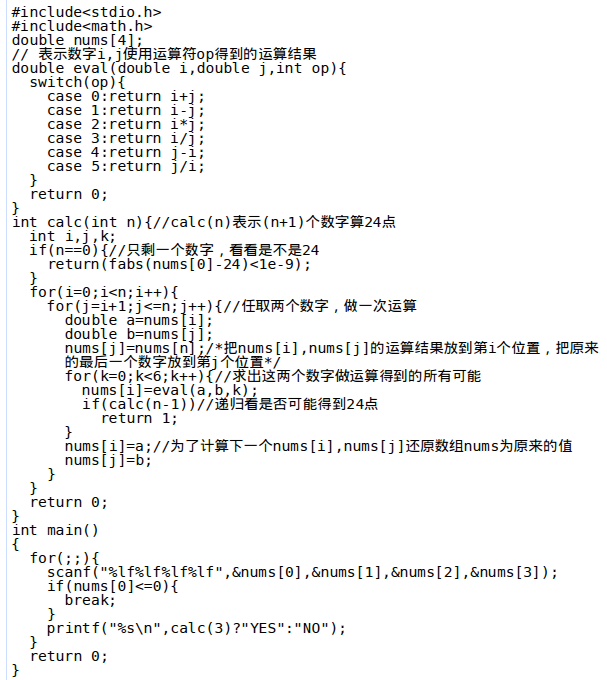 #include<stdio.h>
#include<math.h>
double nums[4];
// 表示数字i,j使用运算符op得到的运算结果
double eval(double i,double j,int op){
  switch(op){
    case 0:return i+j;
    case 1:return i-j;
    case 2:return i*j;
    case 3:return i/j;
    case 4:return j-i;
    case 5:return j/i;
  }
  return 0;
}
int calc(int n){//calc(n)表示(n+1)个数字算24点
  int i,j,k;
  if(n==0){//只剩一个数字，看看是不是24
    return(fabs(nums[0]-24)<1e-9);
  }
  for(i=0;i<n;i++){
    for(j=i+1;j<=n;j++){//任取两个数字，做一次运算
      double a=nums[i];
      double b=nums[j];
      nums[j]=nums[n];/*把nums[i],nums[j]的运算结果放到第i个位置，把原来
      的最后一个数字放到第j个位置*/
      for(k=0;k<6;k++){//求出这两个数字做运算得到的所有可能
        nums[i]=eval(a,b,k);
        if(calc(n-1))//递归看是否可能得到24点
          return 1;
      }
      nums[i]=a;//为了计算下一个nums[i],nums[j]还原数组nums为原来的值
      nums[j]=b;
    }
  }
  return 0;
}
int main()
{
  for(;;){
    scanf("%lf%lf%lf%lf",&nums[0],&nums[1],&nums[2],&nums[3]);
    if(nums[0]<=0){
      break;
    }
    printf("%s\n",calc(3)?"YES":"NO");
  }
  return 0;
}